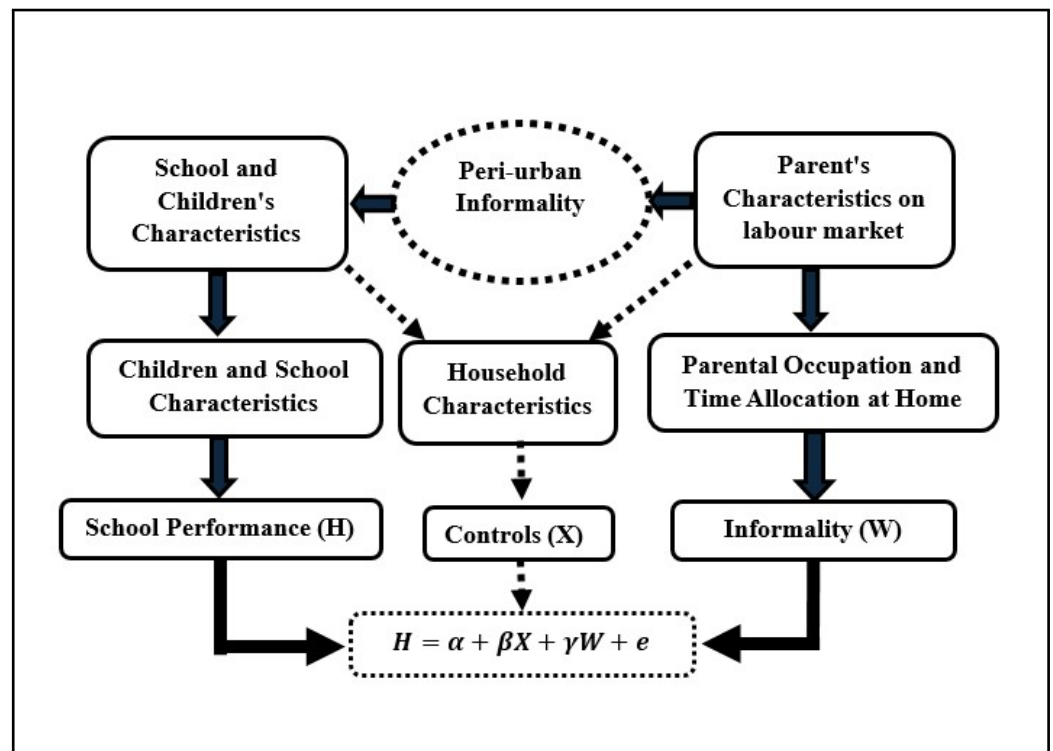 School and
Children's
Characteristics
Peri-urban
Informality
Parent's
Characteristics on
labour market
Children and School
Characteristics
Household
Characteristics
Parental Occupation and
Time Allocation at Home
School Performance (H)
Controls (X)
Informality (W)
H = α + βX + γW + e